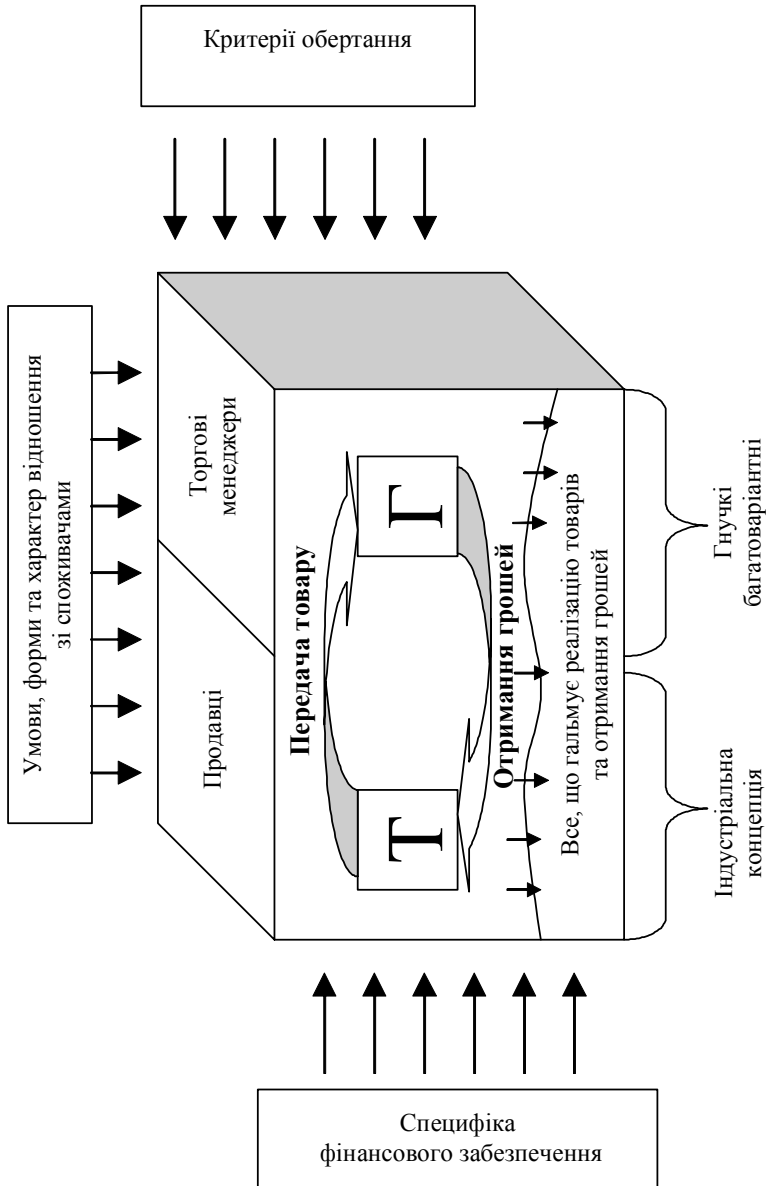 Критерії обертання
Умови, форми та характер відношення
зі споживачами
Продавці
Торгові
менеджери
Передача товару
Т
Г
Отримання грошей
Все, що гальмує реалізацію товарів
та отримання грошей
Індустріальна
концепція
Гнучкі
багатоваріантні
Специфіка
фінансового забезпечення